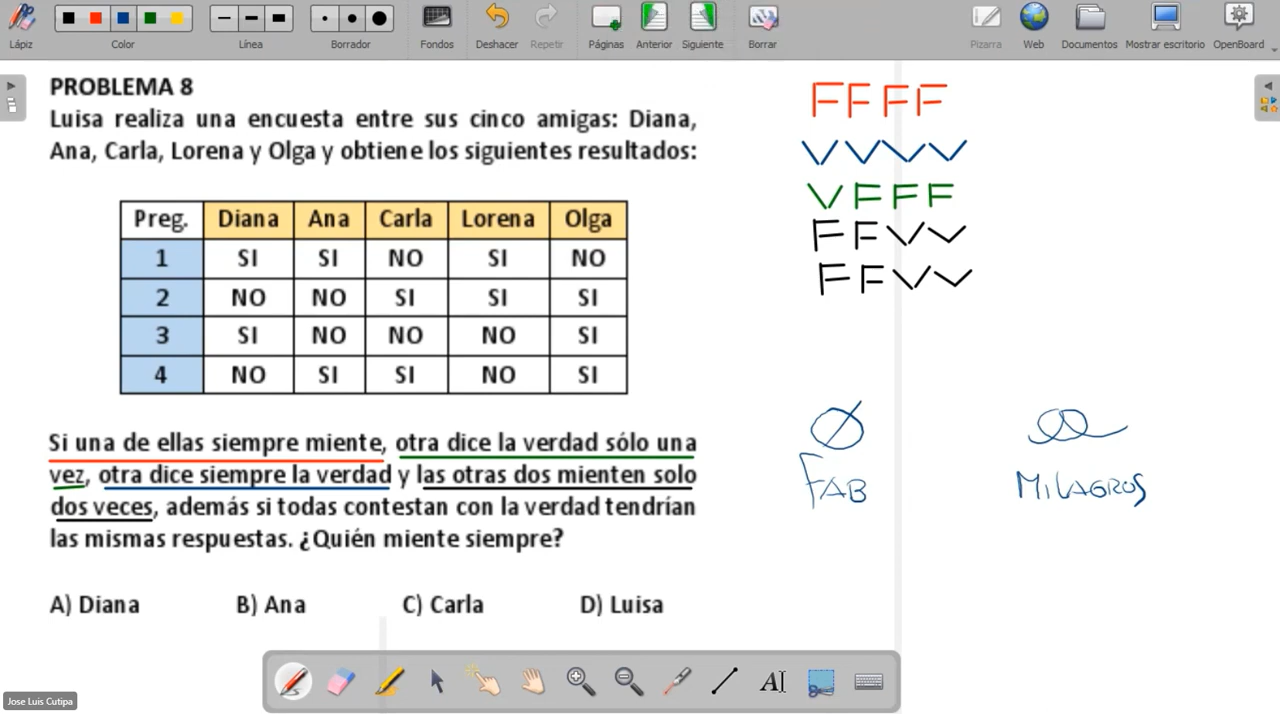 Lápiz Color Línea Borrador Fondos Deshacer Repetir Páginas Anterior Siguiente Borrar Pizarra Web Documentos Mostrar escritorio OpenBoard
PROBLEMA 8
Luisa realiza una encuesta entre sus cinco amigas: Diana,
Ana, Carla, Lorena y Olga y obtiene los siguientes resultados:
Preg. Diana Ana Carla Lorena Olga
1 SI SI NO SI NO
2 NO NO SI SI SI
3 SI NO NO NO SI
4 NO SI SI NO SI
Si una de ellas siempre miente, otra dice la verdad sólo una
vez, otra dice siempre la verdad y las otras dos mienten solo
dos veces, además si todas contestan con la verdad tendrían
las mismas respuestas. ¿Quién miente siempre?
A) Diana B) Ana C) Carla D) Luisa
FFFF
VVVV
VFFF
FFVV
FFVV
FAB MILAGROS
AI
Jose Luis Cutipa